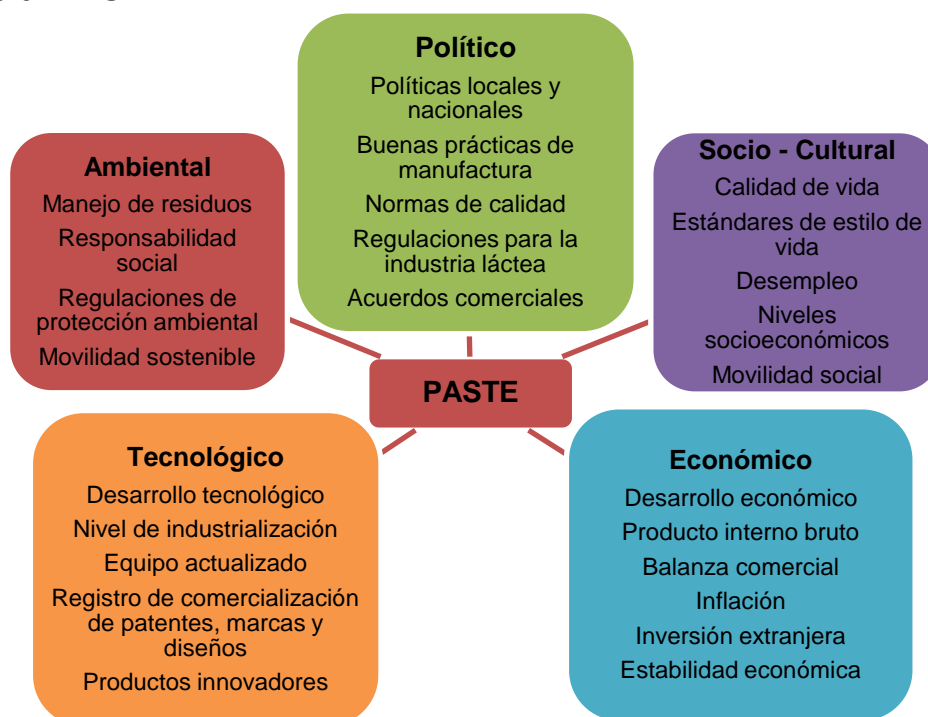 Político
Políticas locales y
nacionales
Buenas prácticas de
manufactura
Normas de calidad
Regulaciones para la
industria láctea
Acuerdos comerciales
Ambiental
Manejo de residuos
Responsabilidad
social
Regulaciones de
protección ambiental
Movilidad sostenible
Socio - Cultural
Calidad de vida
Estándares de estilo de
vida
Desempleo
Niveles
socioeconómicos
Movilidad social
PASTE
Tecnológico
Desarrollo tecnológico
Nivel de industrialización
Equipo actualizado
Registro de comercialización
de patentes, marcas y
diseños
Productos innovadores
Económico
Desarrollo económico
Producto interno bruto
Balanza comercial
Inflación
Inversión extranjera
Estabilidad económica